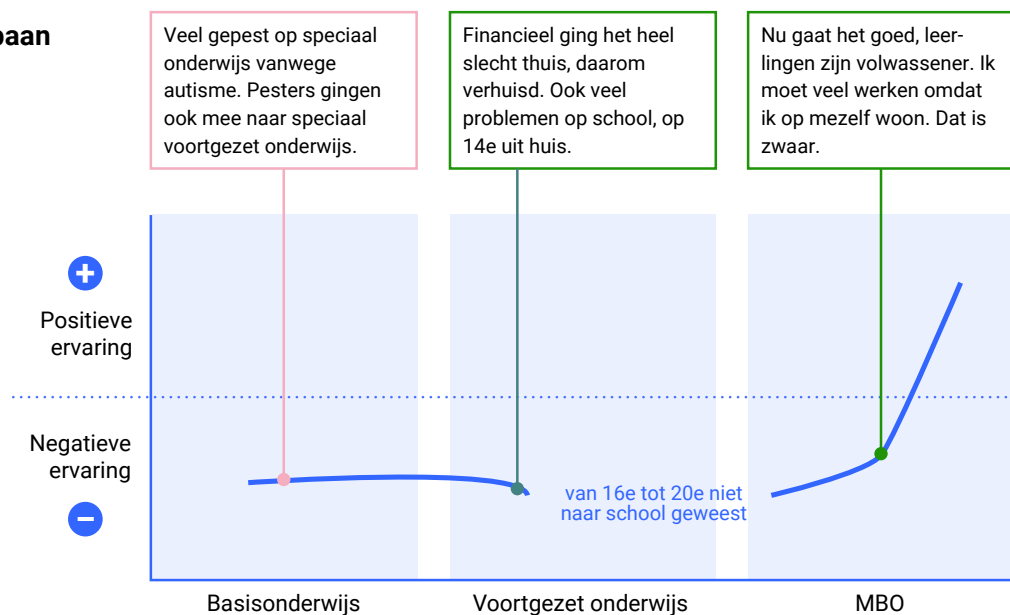 paan
Veel gepest op speciaal
onderwijs vanwege
autisme. Pesters gingen
ook mee naar speciaal
voortgezet onderwijs.
Financieel ging het heel
slecht thuis, daarom
verhuisd. Ook veel
problemen op school, op
14e uit huis.
Nu gaat het goed, leer-
lingen zijn volwassener. Ik
moet veel werken omdat
ik op mezelf woon. Dat is
zwaar.
Positieve
ervaring
Negatieve
ervaring
van 16e tot 20e niet
naar school geweest
Basisonderwijs
Voortgezet onderwijs
MBO